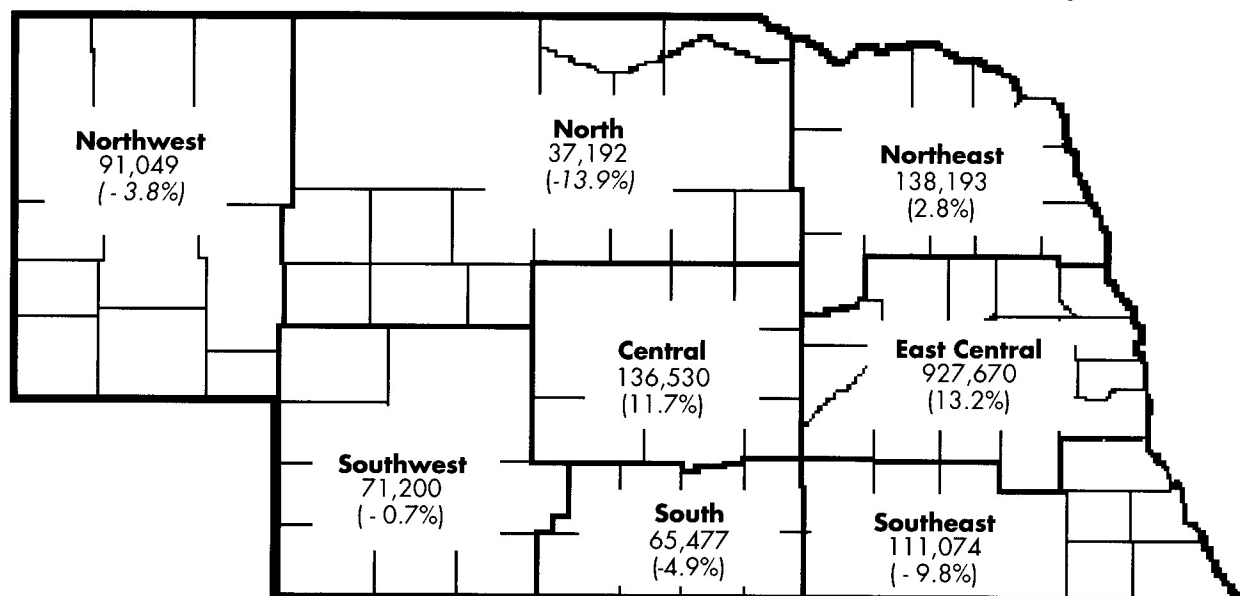 Northwest
91,049
( - 3.8%)
North
37,192
(-13.9%)
Northeast
138,193
(2.8%)
Central
136,530
(11.7%)
East Central
927,670
(13.2%)
Southwest
71,200
( - 0.7%)
South
65,477
(-4.9%)
Southeast
111,074
( - 9.8%)